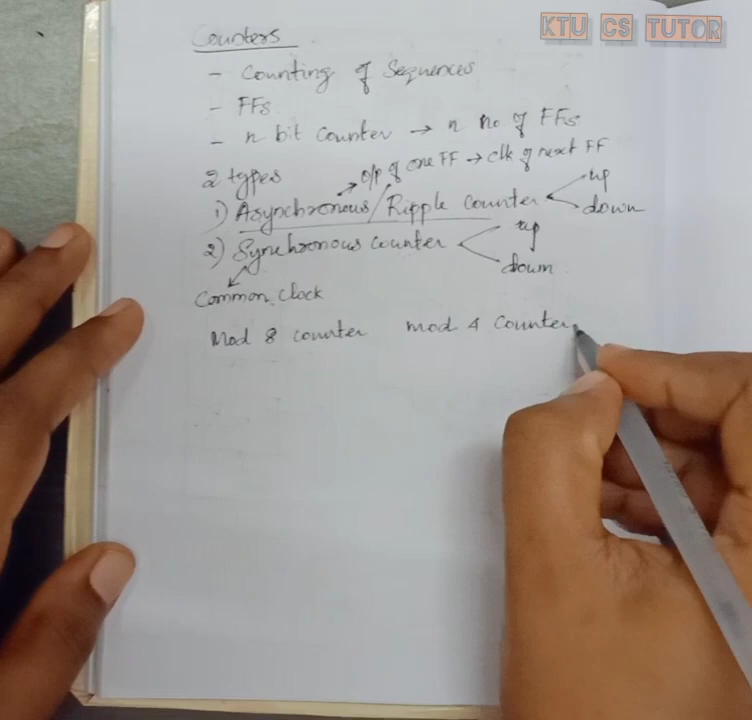 KTU CS TUTOR
Counters
- Counting of Sequences
- FFs
- n bit counter → n no of FFs
2 types
o/p of one FF → clk of next FF
1) Asynchronous/Ripple counter
up
down
2) Synchronous counter
up
down
Common clock
Mod 8 counter mod 4 counter